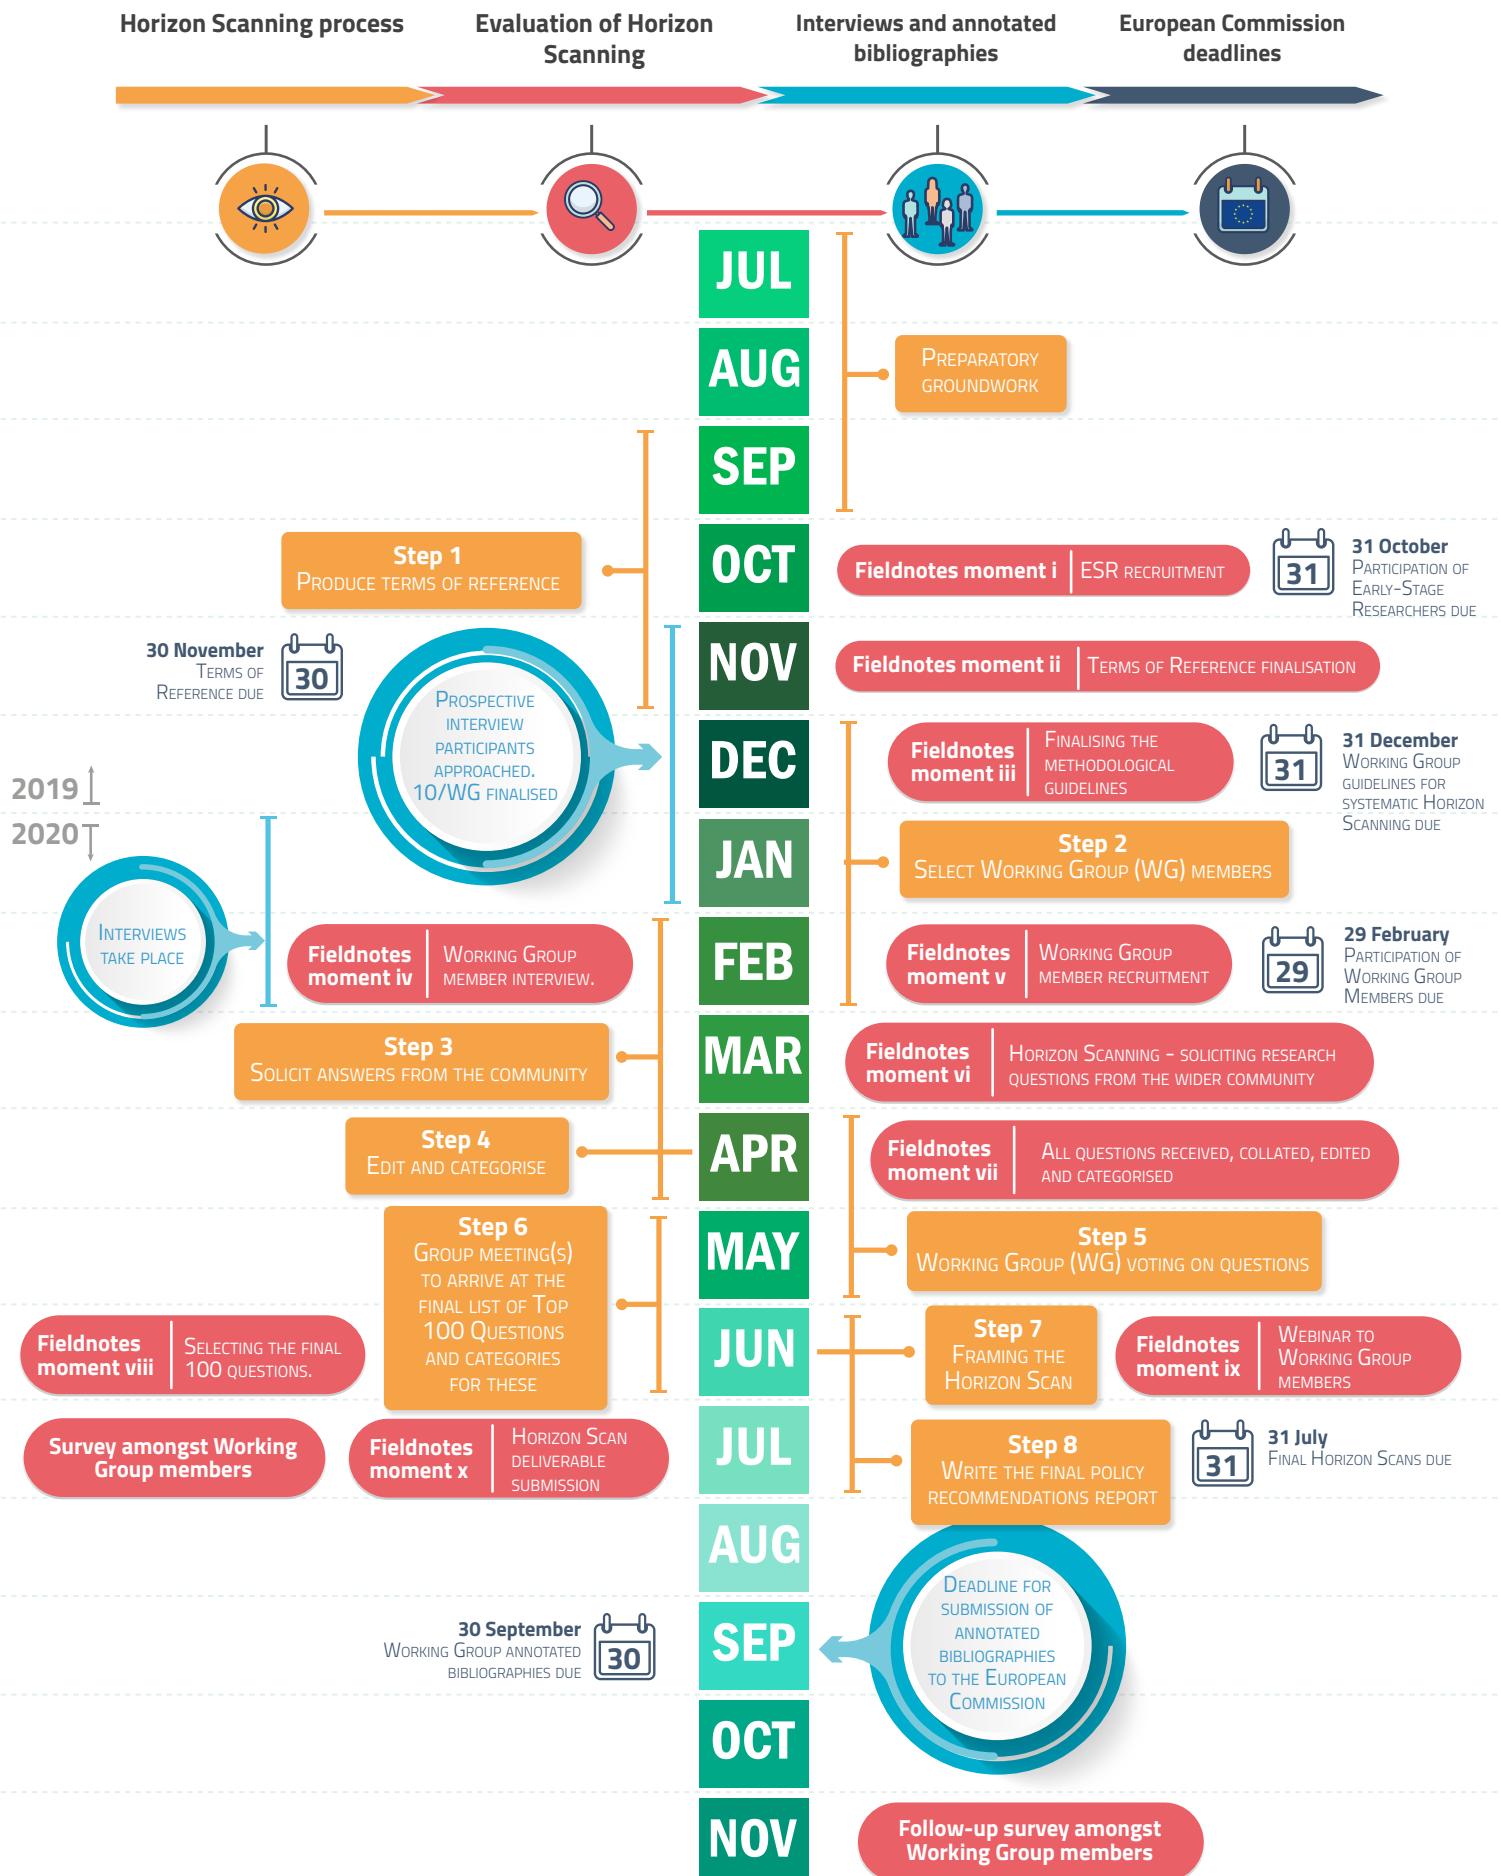 Horizon Scanning process
Evaluation of Horizon
Scanning
Interviews and annotated
bibliographies
European Commission
deadlines
JUL
AUG
Preparatory
groundwork
SEP
Step 1
Produce terms of reference
OCT
Fieldnotes moment i
ESR recruitment
31
31 October
Participation of
Early-Stage
Researchers due
30 November
Terms of
Reference due
30
NOV
Fieldnotes moment ii
Terms of Reference finalisation
Prospective
interview
participants
approached.
10/WG finalised
DEC
Fieldnotes
moment iii
Finalising the
methodological
guidelines
31
31 December
Working Group
guidelines for
systematic Horizon
Scanning due
2019
2020
JAN
Step 2
Select Working Group (WG) members
Interviews
take place
Fieldnotes
moment iv
Working Group
member interview.
FEB
Fieldnotes
moment v
Working Group
member recruitment
29
29 February
Participation of
Working Group
Members due
Step 3
Solicit answers from the community
MAR
Fieldnotes
moment vi
Horizon Scanning - soliciting research
questions from the wider community
Step 4
Edit and categorise
APR
Fieldnotes
moment vii
All questions received, collated, edited
and categorised
Step 6
Group meeting(s)
to arrive at the
final list of Top
100 Questions
and categories
for these
MAY
Step 5
Working Group (WG) voting on questions
Fieldnotes
moment viii
Selecting the final
100 questions.
JUN
Step 7
Framing the
Horizon Scan
Fieldnotes
moment ix
Webinar to
Working Group
members
Survey amongst Working
Group members
Fieldnotes
moment x
Horizon Scan
deliverable
submission
JUL
Step 8
Write the final policy
recommendations report
31
31 July
Final Horizon Scans due
AUG
30 September
Working Group annotated
bibliographies due
30
SEP
Deadline for
submission of
annotated
bibliographies
to the European
Commission
OCT
NOV
Follow-up survey amongst
Working Group members